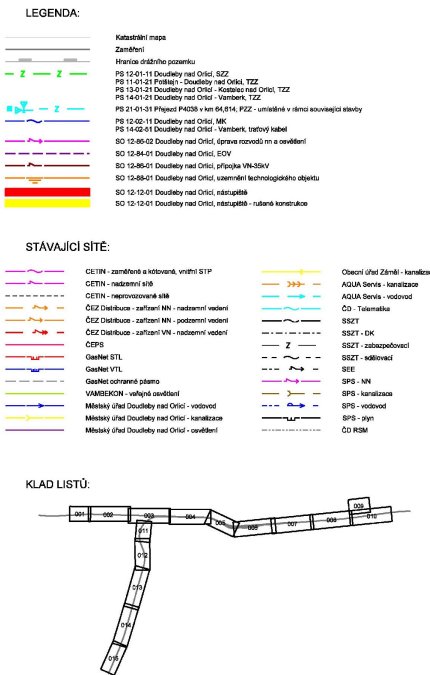 LEGENDA:
Katastrální mapa
Zaměření
Hranice drážního pozemku
PS 12-01-11 Doudleby nad Orlicí, SZZ
PS 11-01-21 Potštejn - Doudleby nad Orlicí, TZZ
PS 13-01-21 Doudleby nad Orlicí - Kostelec nad Orlicí, TZZ
PS 14-01-21 Doudleby nad Orlicí - Vamberk, TZZ
PS 21-01-31 Přejezd P4038 v km 64,614, PZZ - umístěné v rámci související stavby
PS 12-02-11 Doudleby nad Orlicí, MK
PS 14-02-51 Doudleby nad Orlicí - Vamberk, traťový kabel
SO 12-86-02 Doudleby nad Orlicí, úprava rozvodů nn a osvětlení
SO 12-84-01 Doudleby nad Orlicí, EOV
SO 12-86-01 Doudleby nad Orlicí, přípojka VN-35kV
SO 12-88-01 Doudleby nad Orlicí, uzemnění technologického objektu
SO 12-12-01 Doudleby nad Orlicí, nástupiště
SO 12-12-01 Doudleby nad Orlicí, nástupiště - rušené konstrukce
STÁVAJÍCÍ SÍTĚ:
CETIN - zaměřené a kótované, vnitřní STP
CETIN - nadzemní sítě
CETIN - neprovozované sítě
ČEZ Distribuce - zařízení NN - nadzemní vedení
ČEZ Distribuce - zařízení NN - podzemní vedení
ČEZ Distribuce - zařízení VN - nadzemní vedení
ČEPS
GasNet STL
GasNet VTL
GasNet ochranné pásmo
VAMBEKON - veřejné osvětlení
Městský úřad Doudleby nad Orlicí - vodovod
Městský úřad Doudleby nad Orlicí - kanalizace
Městský úřad Doudleby nad Orlicí - osvětlení
Obecní úřad Záměl - kanalizac
AQUA Servis - kanalizace
AQUA Servis - vodovod
ČD - Telematika
SSZT
SSZT - DK
SSZT - zabezpečovací
SSZT - sdělovací
SEE
SPS - NN
SPS - kanalizace
SPS - vodovod
SPS - plyn
ČD RSM
KLAD LISTŮ:
001 002 003 004 005 006 007 008 009 010
011
012
013
014
015